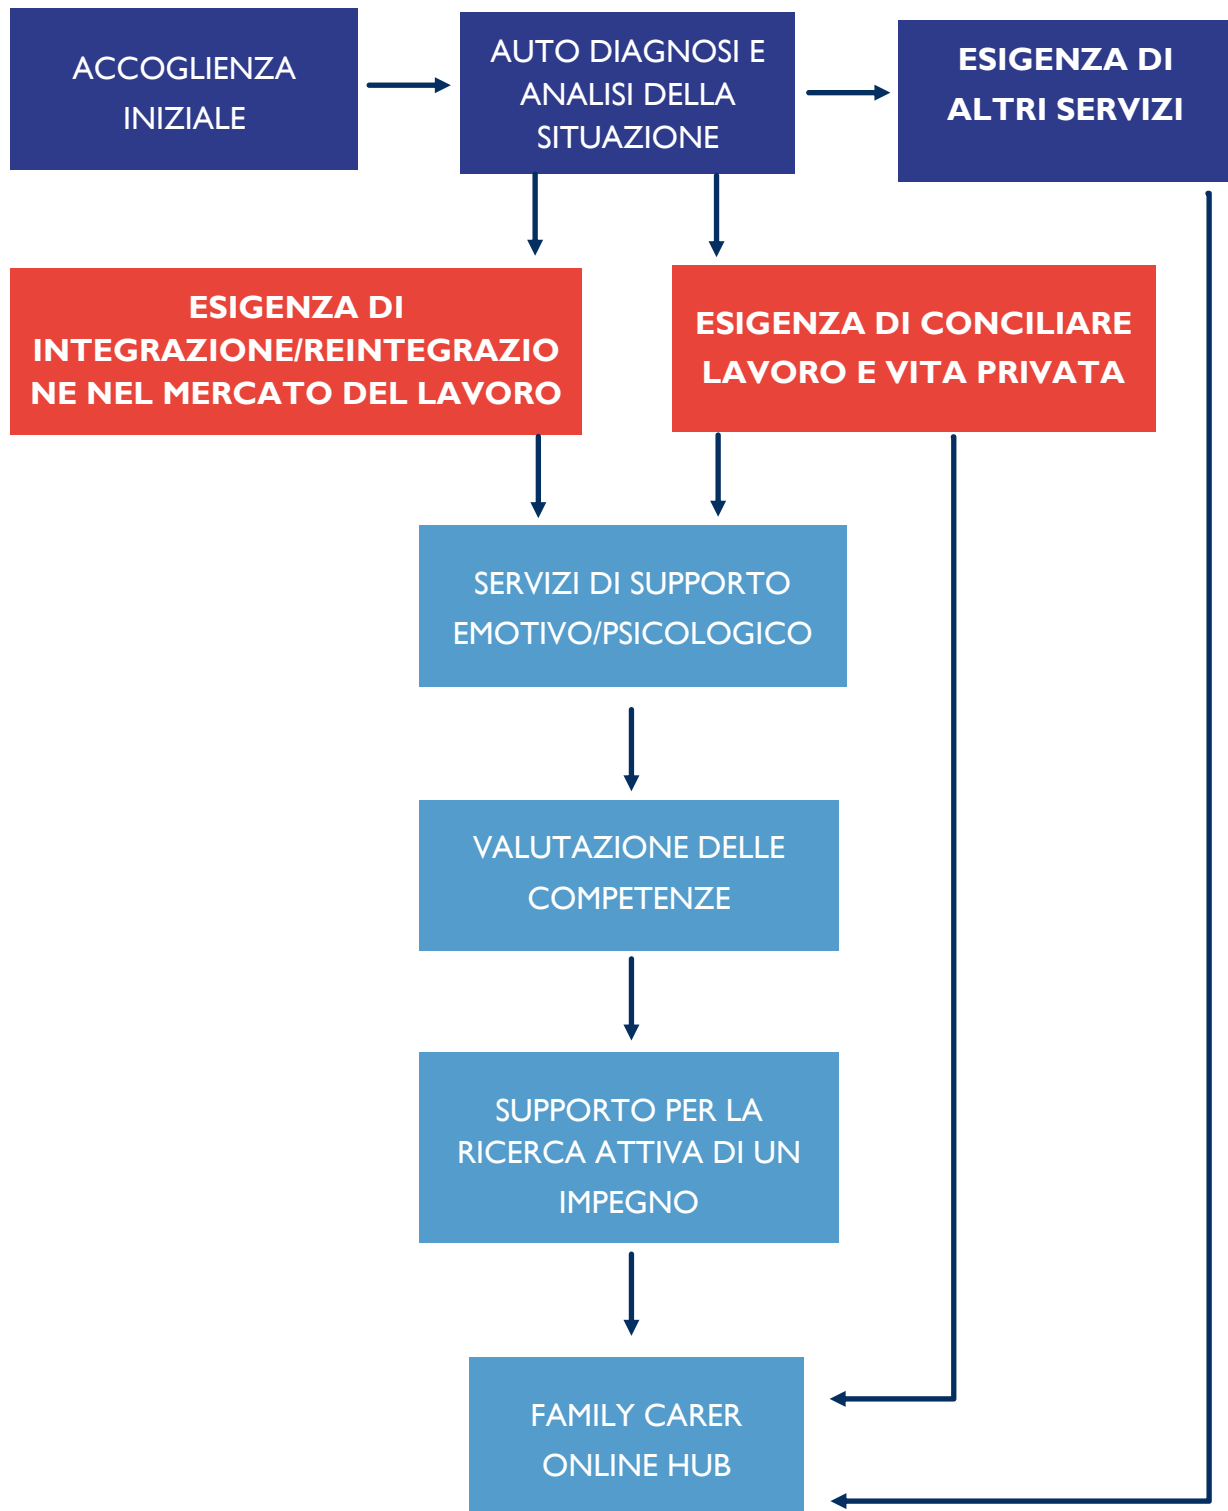 ACCOGLIENZA
INIZIALE
AUTO DIAGNOSI E
ANALISI DELLA
SITUAZIONE
ESIGENZA DI
ALTRI SERVIZI
ESIGENZA DI
INTEGRAZIONE/REINTEGRAZIO
NE NEL MERCATO DEL LAVORO
ESIGENZA DI CONCILIARE
LAVORO E VITA PRIVATA
SERVIZI DI SUPPORTO
EMOTIVO/PSICOLOGICO
VALUTAZIONE DELLE
COMPETENZE
SUPPORTO PER LA
RICERCA ATTIVA DI UN
IMPEGNO
FAMILY CARER
ONLINE HUB